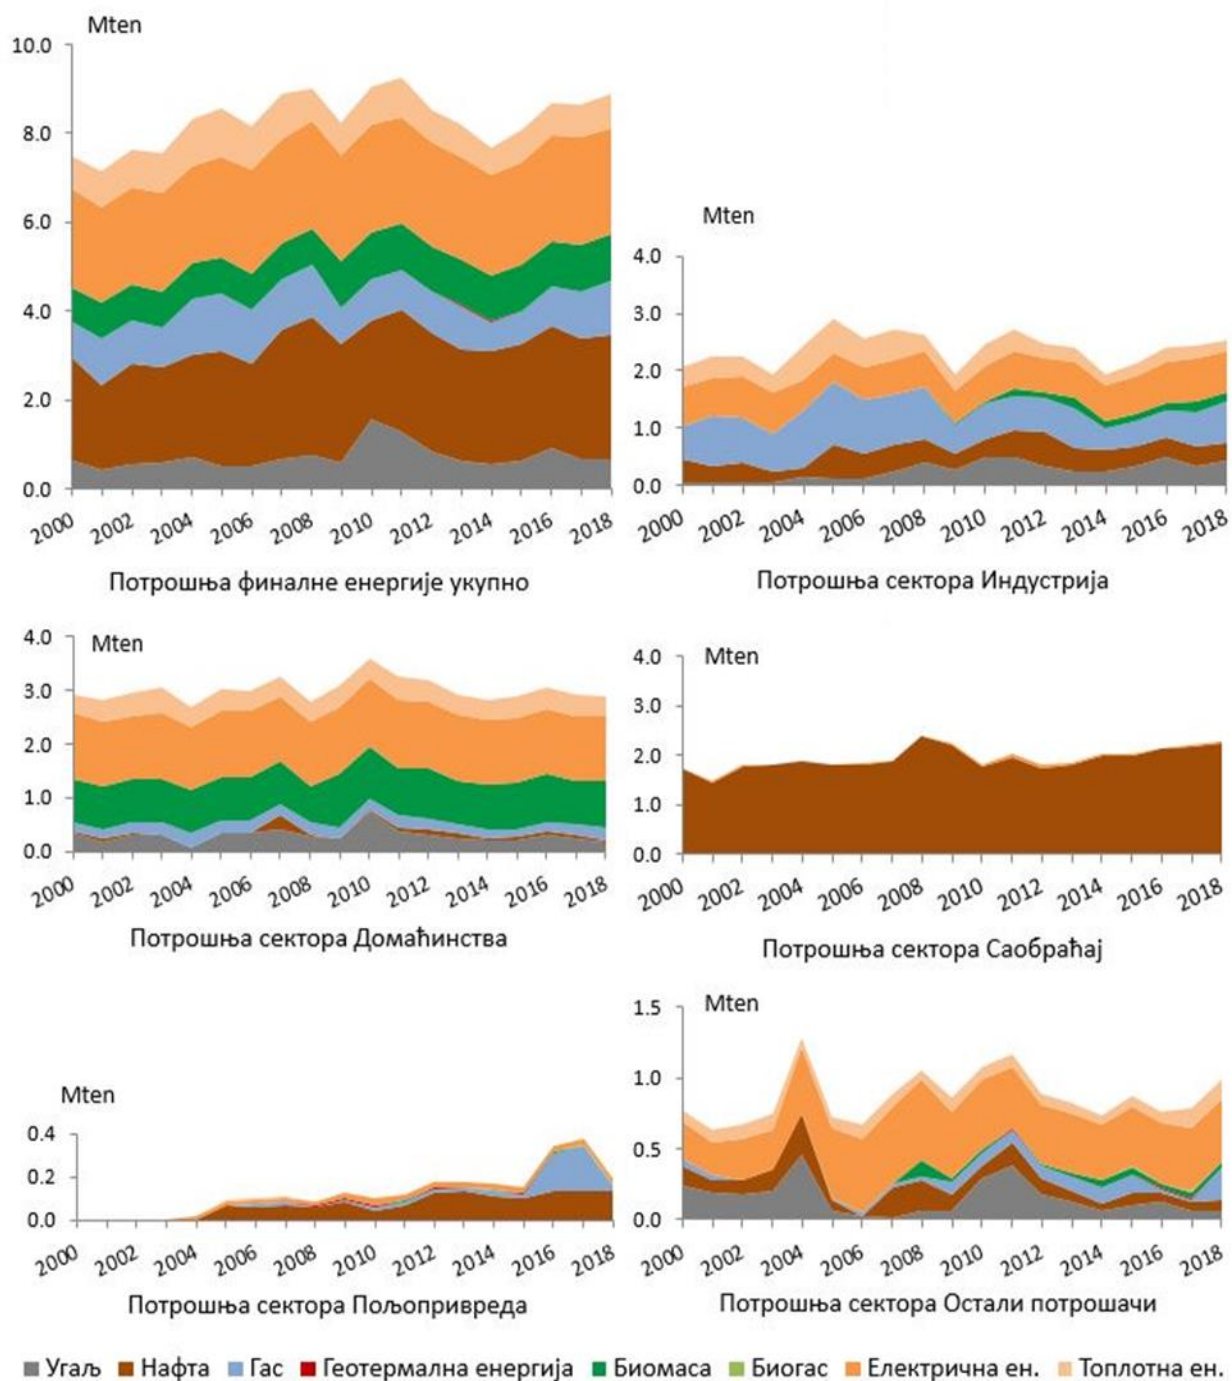 Mten
10.0
8.0
6.0
4.0
2.0
0.0
2000 2002 2004 2006 2008 2010 2012 2014 2016 2018
Потрошња финалне енергије укупно
Mten
4.0
3.0
2.0
1.0
0.0
2000 2002 2004 2006 2008 2010 2012 2014 2016 2018
Потрошња сектора Индустрија
Mten
4.0
3.0
2.0
1.0
0.0
2000 2002 2004 2006 2008 2010 2012 2014 2016 2018
Потрошња сектора Домаћинства
Mten
4.0
3.0
2.0
1.0
0.0
2000 2002 2004 2006 2008 2010 2012 2014 2016 2018
Потрошња сектора Саобраћај
Mten
0.4
0.2
0.0
2000 2002 2004 2006 2008 2010 2012 2014 2016 2018
Потрошња сектора Пољопривреда
Mten
1.5
1.0
0.5
0.0
2000 2002 2004 2006 2008 2010 2012 2014 2016 2018
Потрошња сектора Остали потрошачи
Угаљ Нафта Гас Геотермална енергија Биомаса Биогас Електрична ен. Топлотна ен.